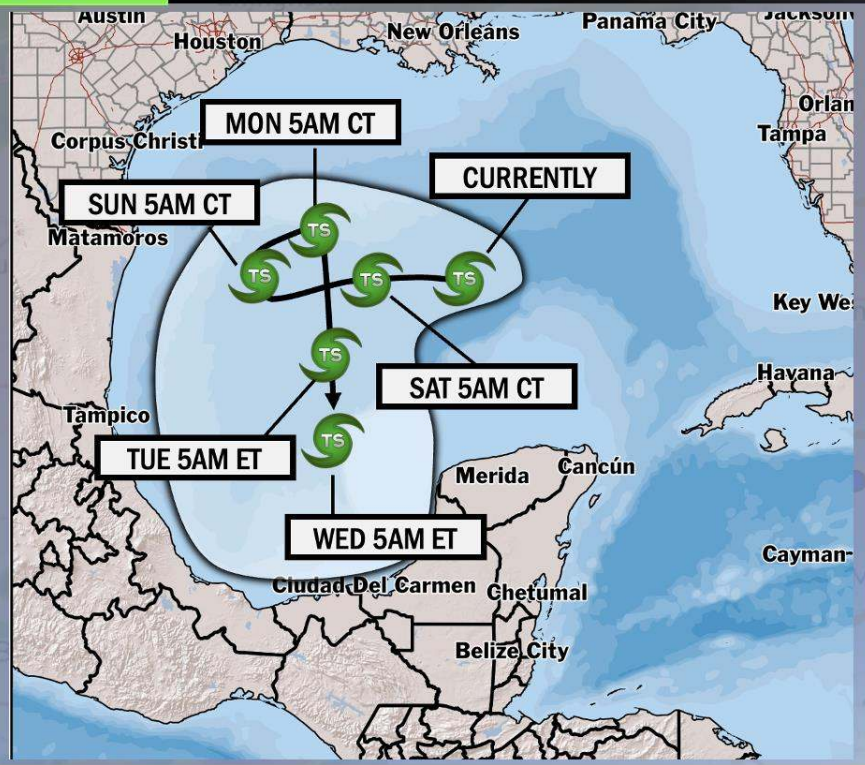 Austin
Houston
New Orleans
Panama City
Jackson
Orlan
Tampa
MON 5AM CT
Corpus Christi
CURRENTLY
SUN 5AM CT
Matamoros
TS
TS
TS
TS
Key Wes
TS
SAT 5AM CT
Havana
Tampico
TS
TUE 5AM ET
Merida
Cancún
WED 5AM ET
Cayman
Ciudad Del Carmen
Chetumal
Belize City